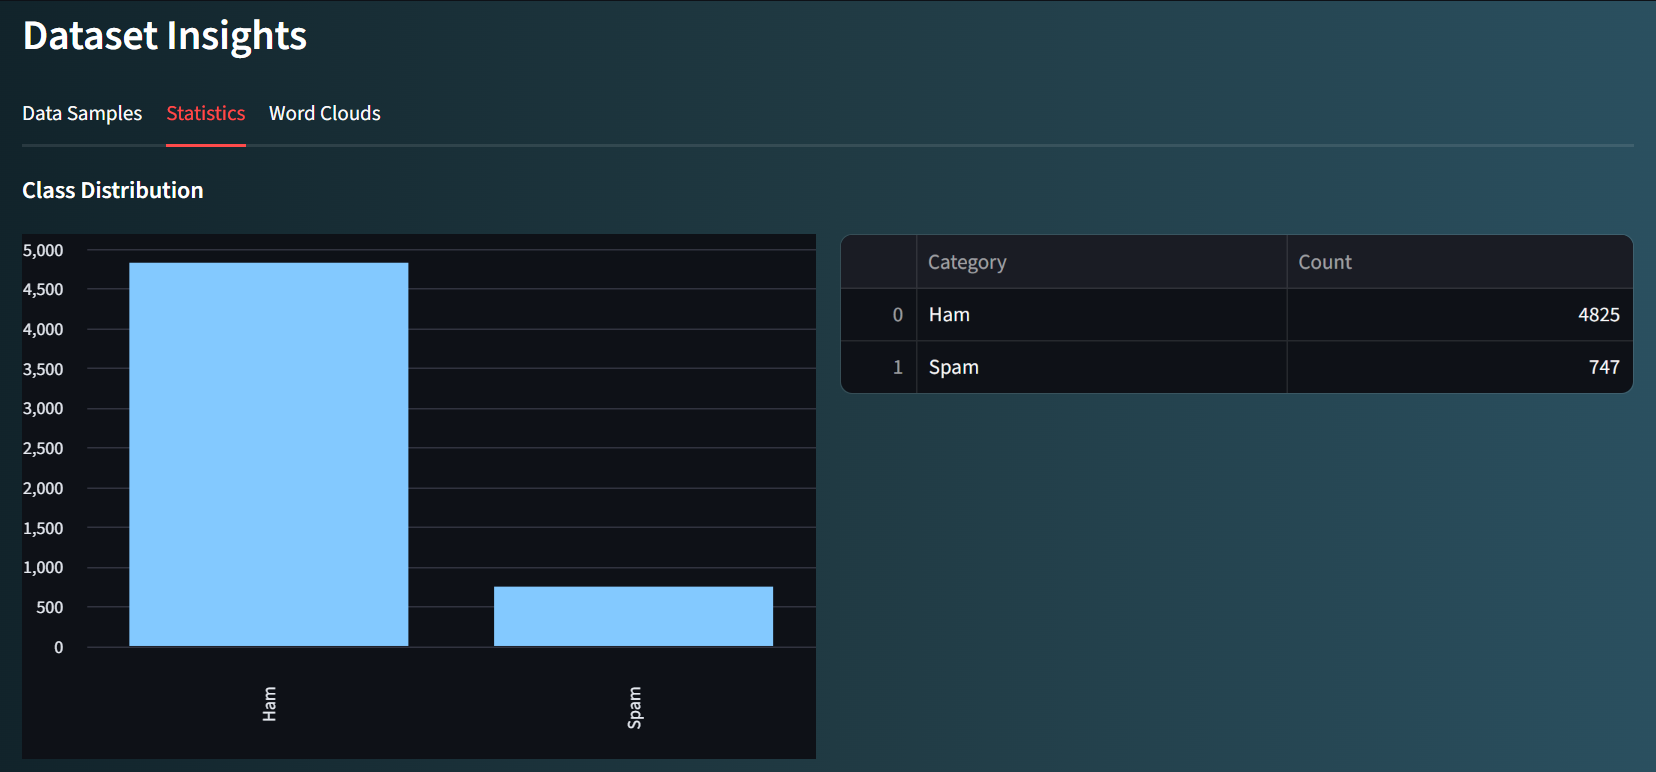 Dataset Insights
Data Samples Statistics Word Clouds
Class Distribution
5,000
4,500
4,000
3,500
3,000
2,500
2,000
1,500
1,000
500
0
Ham Spam
Category Count
0 Ham 4825
1 Spam 747